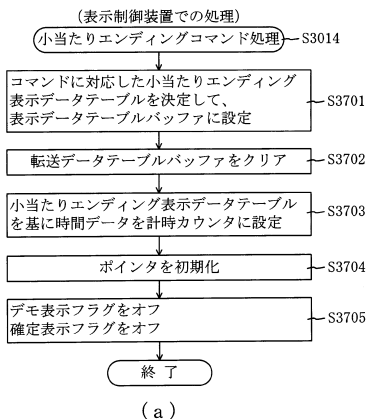 (表示制御装置での処理)
小当たりエンディングコマンド処理
S3014
コマンドに対応した小当たりエンディング
表示データテーブルを決定して、
表示データテーブルバッファに設定
S3701
転送データテーブルバッファをクリア
S3702
小当たりエンディング表示データテーブル
を基に時間データを計時カウンタに設定
S3703
ポインタを初期化
S3704
デモ表示フラグをオフ
確定表示フラグをオフ
S3705
終了
(a)